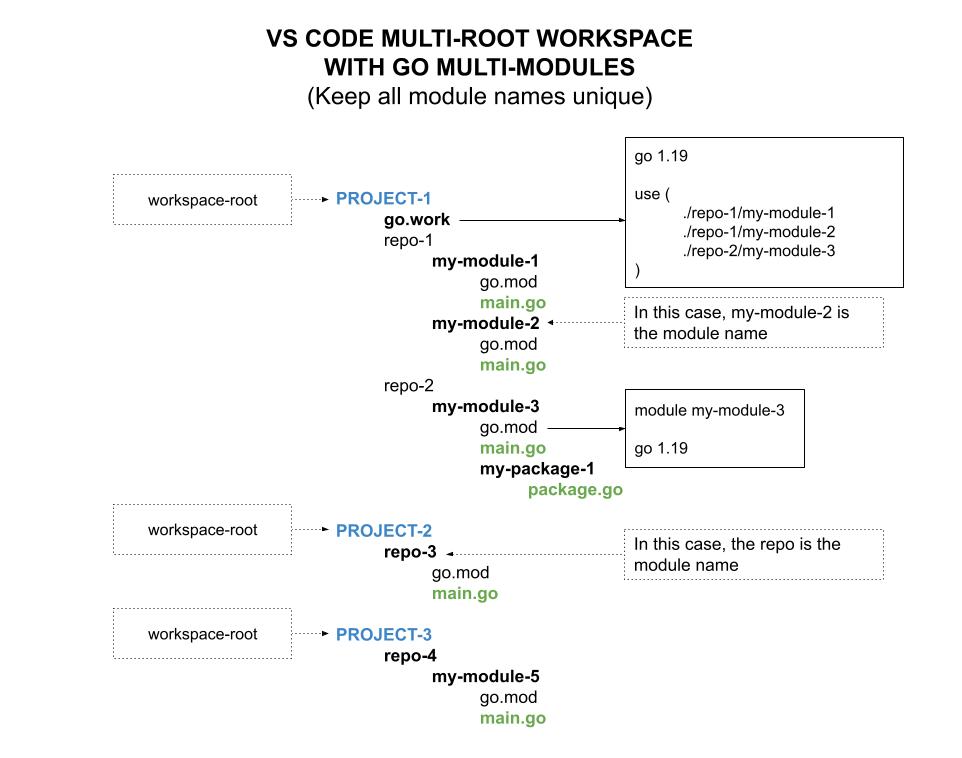 VS CODE MULTI-ROOT WORKSPACE
WITH GO MULTI-MODULES
(Keep all module names unique)
workspace-root
PROJECT-1
go.work
go 1.19
use (
./repo-1/my-module-1
./repo-1/my-module-2
./repo-2/my-module-3
)
repo-1
my-module-1
go.mod
main.go
my-module-2
In this case, my-module-2 is
the module name
go.mod
main.go
repo-2
my-module-3
go.mod
module my-module-3
go 1.19
main.go
my-package-1
package.go
workspace-root
PROJECT-2
repo-3
In this case, the repo is the
module name
go.mod
main.go
workspace-root
PROJECT-3
repo-4
my-module-5
go.mod
main.go